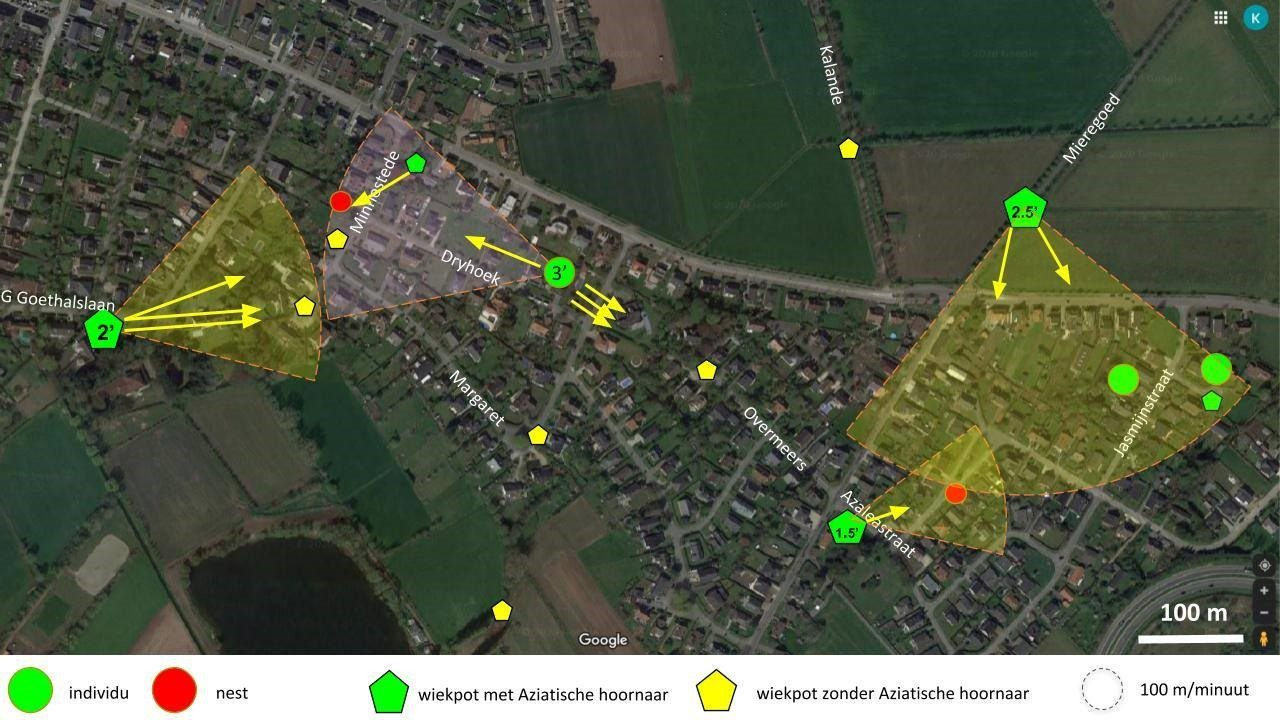 K
Kalande
Mieregoed
Minnestede
2.5'
Dryhoek
3'
G Goethalslaan
2'
Margaret
Overmeers
Jasmijnstraat
Azaleastraat
1.5'
100 m
Google
individu
nest
wiekpot met Aziatische hoornaar
wiekpot zonder Aziatische hoornaar
100 m/minuut